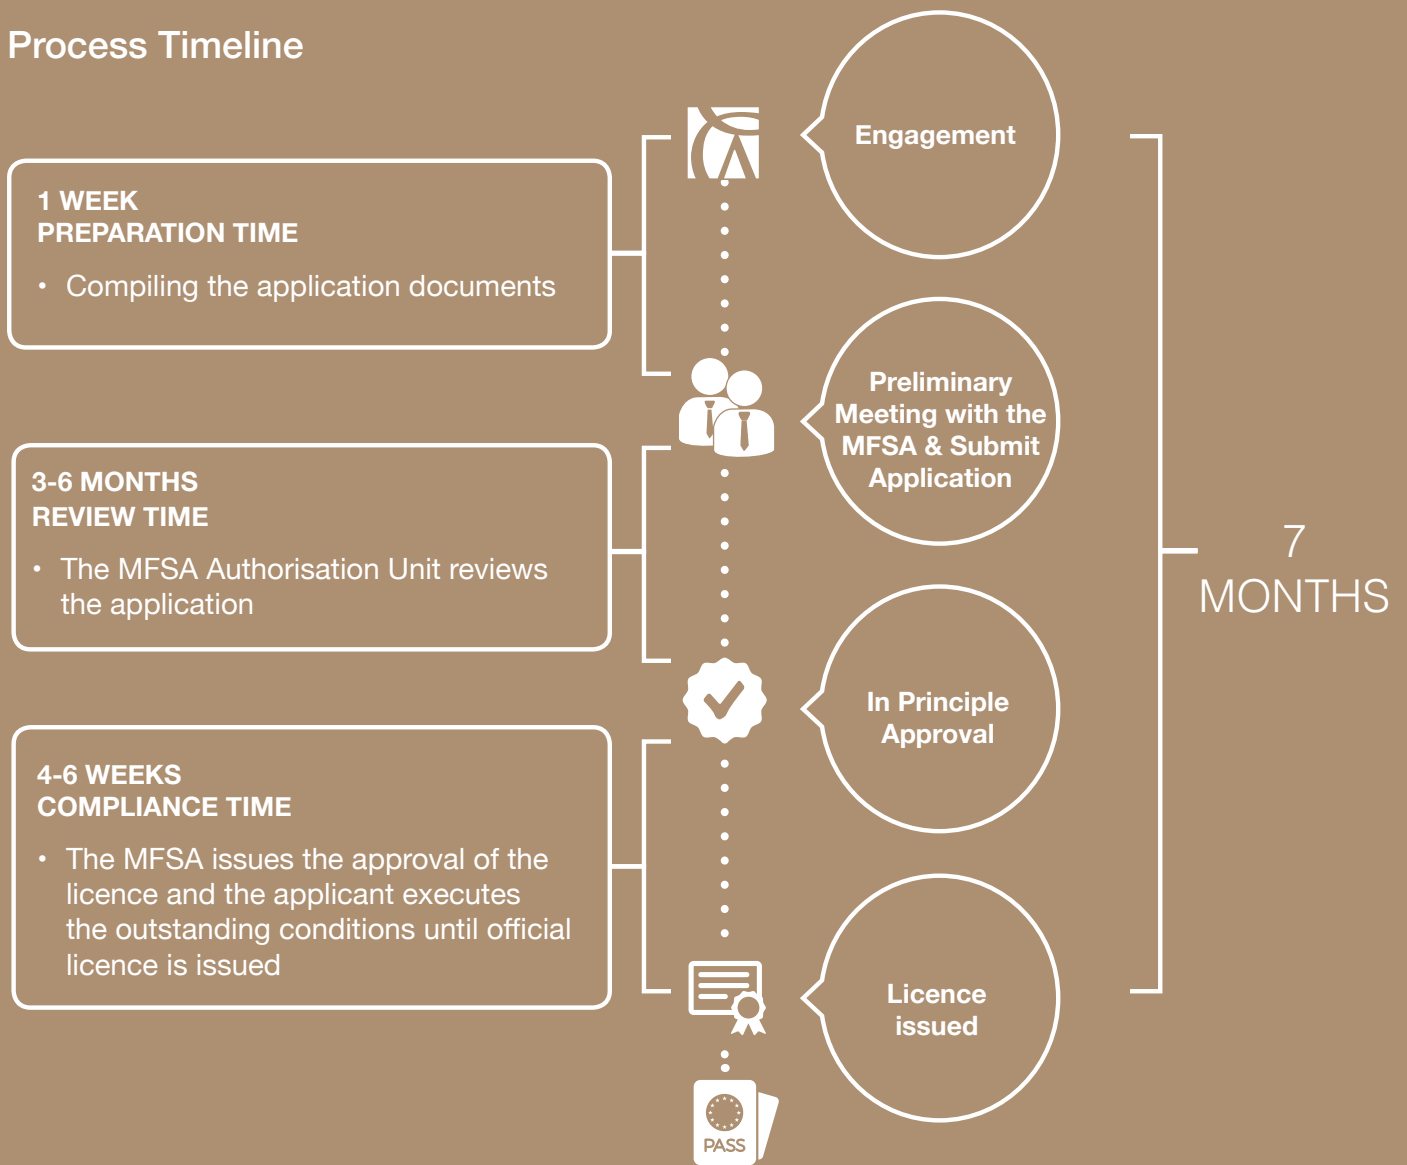 Process Timeline
Engagement
1 WEEK
PREPARATION TIME
• Compiling the application documents
Preliminary
Meeting with the
MFSA & Submit
Application
3-6 MONTHS
REVIEW TIME
• The MFSA Authorisation Unit reviews
the application
7
MONTHS
In Principle
Approval
4-6 WEEKS
COMPLIANCE TIME
• The MFSA issues the approval of the
licence and the applicant executes
the outstanding conditions until official
licence is issued
Licence
issued
PASS